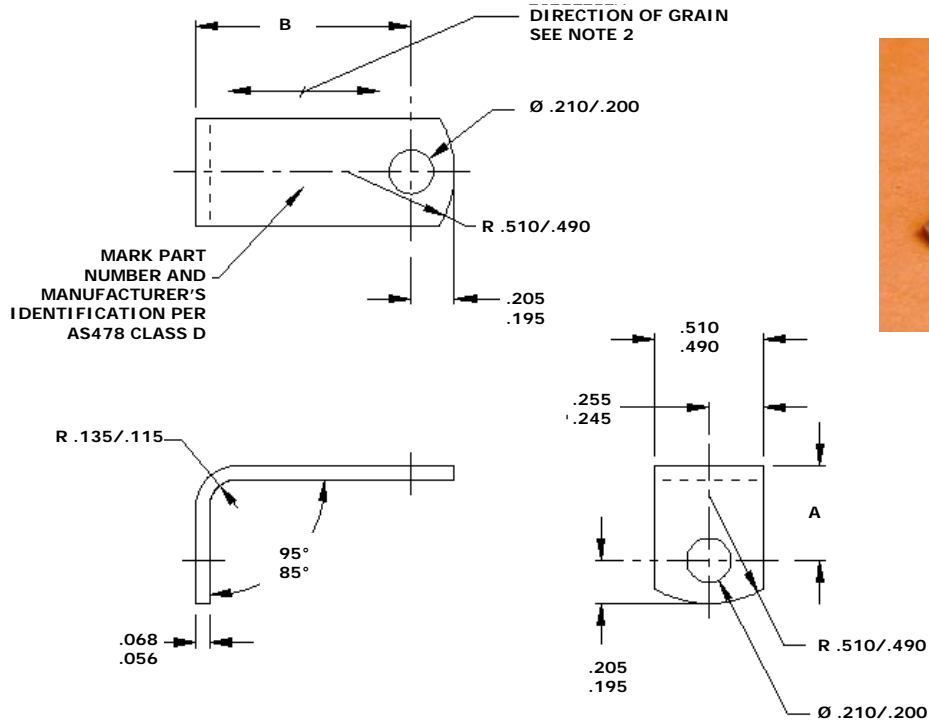 B
DIRECTION OF GRAIN
SEE NOTE 2
Ø .210/.200
R .510/.490
MARK PART
NUMBER AND
MANUFACTURER'S
IDENTIFICATION PER
AS478 CLASS D
.205
.195
.510
.490
.255
.245
R .135/.115
A
95°
85°
.068
.056
.205
.195
R .510/.490
Ø .210/.200